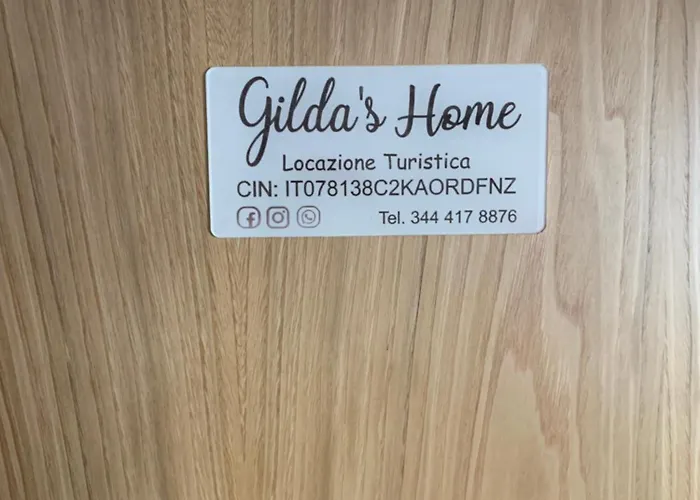 Gilda's Home
Locazione Turistica
CIN: IT078138C2KAORDFNZ
Tel. 344 417 8876